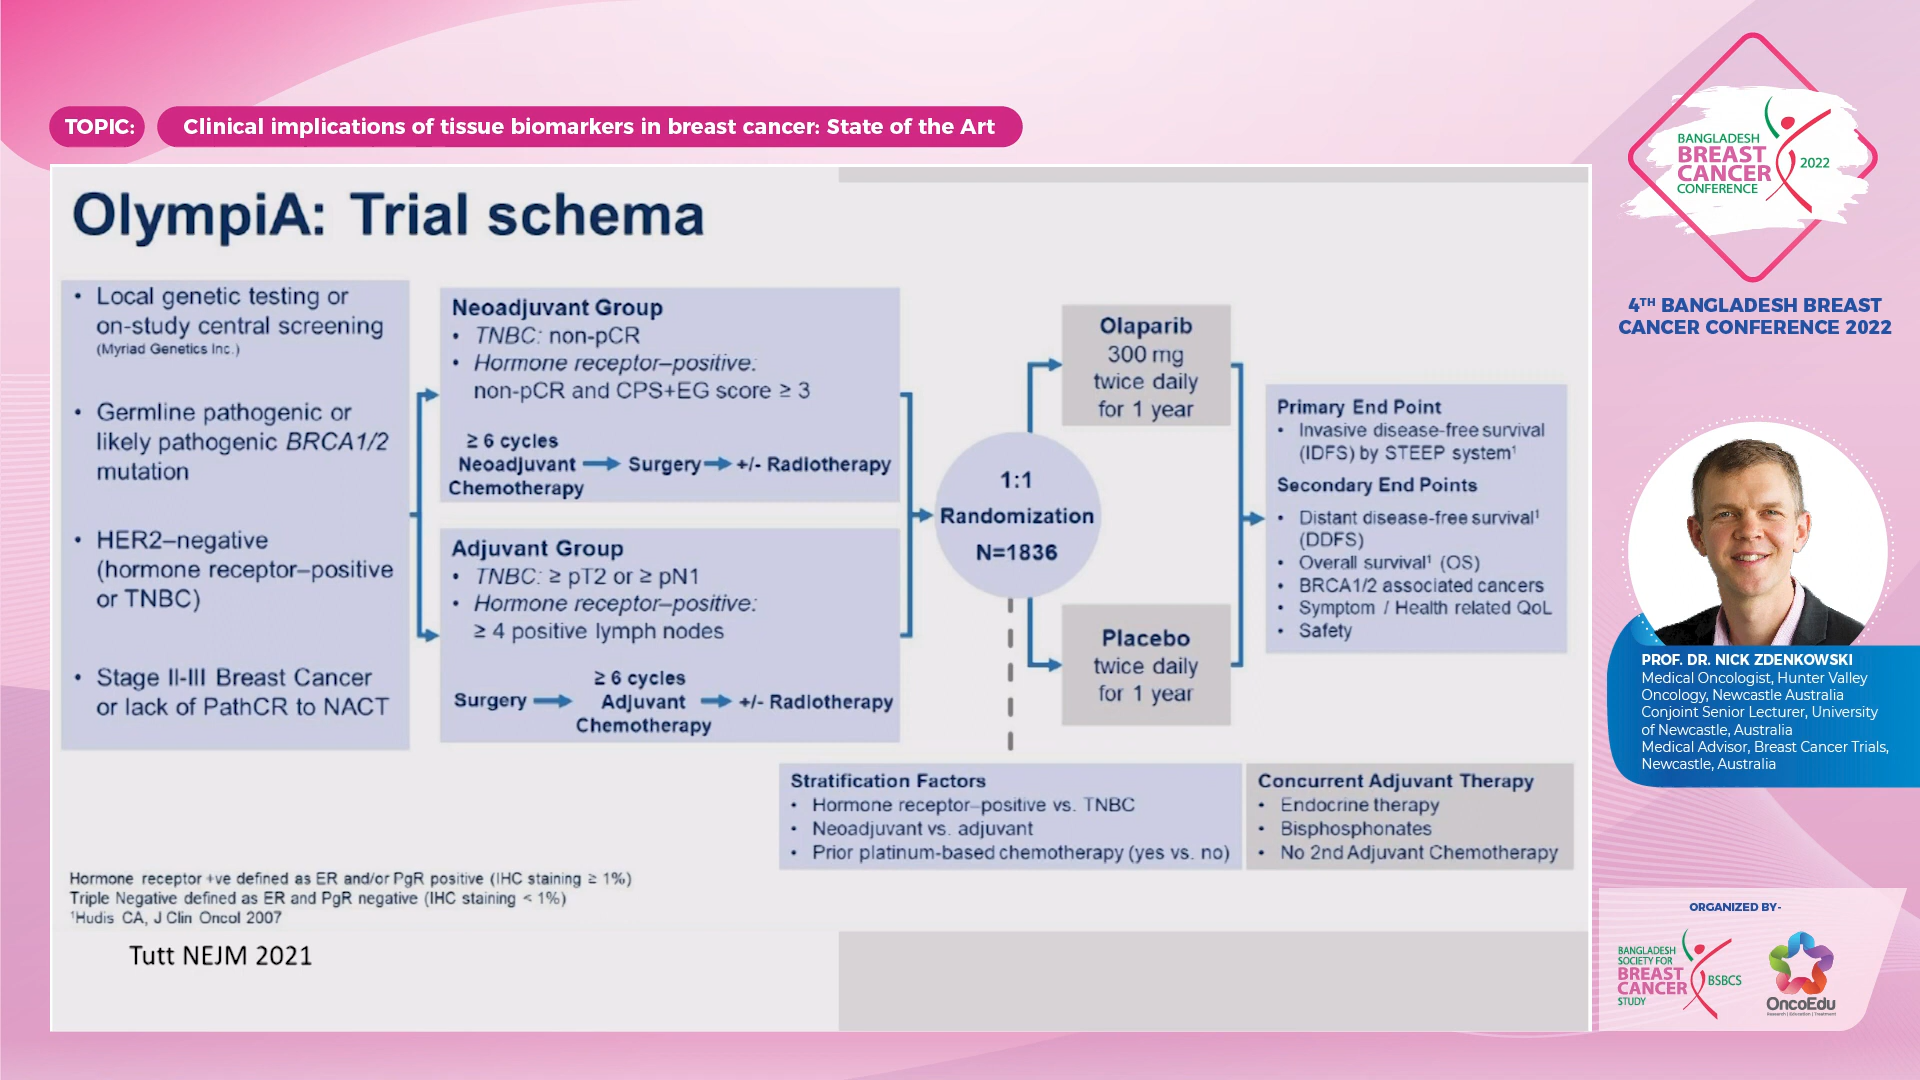 TOPIC:
Clinical implications of tissue biomarkers in breast cancer: State of the Art
OlympiA: Trial schema
• Local genetic testing or
on-study central screening
(Myriad Genetics Inc.)
• Germline pathogenic or
likely pathogenic BRCA1/2
mutation
• HER2–negative
(hormone receptor–positive
or TNBC)
• Stage II-III Breast Cancer
or lack of PathCR to NACT
Neoadjuvant Group
• TNBC: non-pCR
• Hormone receptor–positive:
non-pCR and CPS+EG score ≥ 3
≥ 6 cycles
Neoadjuvant Surgery +/- Radiotherapy
Chemotherapy
Adjuvant Group
• TNBC: ≥ pT2 or ≥ pN1
• Hormone receptor–positive:
≥ 4 positive lymph nodes
≥ 6 cycles
Surgery Adjuvant +/- Radiotherapy
Chemotherapy
1:1
Randomization
N=1836
Olaparib
300 mg
twice daily
for 1 year
Placebo
twice daily
for 1 year
Primary End Point
• Invasive disease-free survival
(IDFS) by STEEP system¹
Secondary End Points
• Distant disease-free survival¹
(DDFS)
• Overall survival¹ (OS)
• BRCA1/2 associated cancers
• Symptom / Health related QoL
• Safety
Stratification Factors
• Hormone receptor–positive vs. TNBC
• Neoadjuvant vs. adjuvant
• Prior platinum-based chemotherapy (yes vs. no)
Concurrent Adjuvant Therapy
• Endocrine therapy
• Bisphosphonates
• No 2nd Adjuvant Chemotherapy
Hormone receptor +ve defined as ER and/or PgR positive (IHC staining ≥ 1%)
Triple Negative defined as ER and PgR negative (IHC staining < 1%)
¹Hudis CA, J Clin Oncol 2007
Tutt NEJM 2021
BANGLADESH
BREAST
CANCER
CONFERENCE
2022
4TH BANGLADESH BREAST
CANCER CONFERENCE 2022
PROF. DR. NICK ZDENKOWSKI
Medical Oncologist, Hunter Valley
Oncology, Newcastle Australia
Conjoint Senior Lecturer, University
of Newcastle, Australia
Medical Advisor, Breast Cancer Trials,
Newcastle, Australia
ORGANIZED BY-
BANGLADESH
SOCIETY FOR
BREAST
CANCER
STUDY
BSBCS
OncoEdu
Research | Education | Treatment